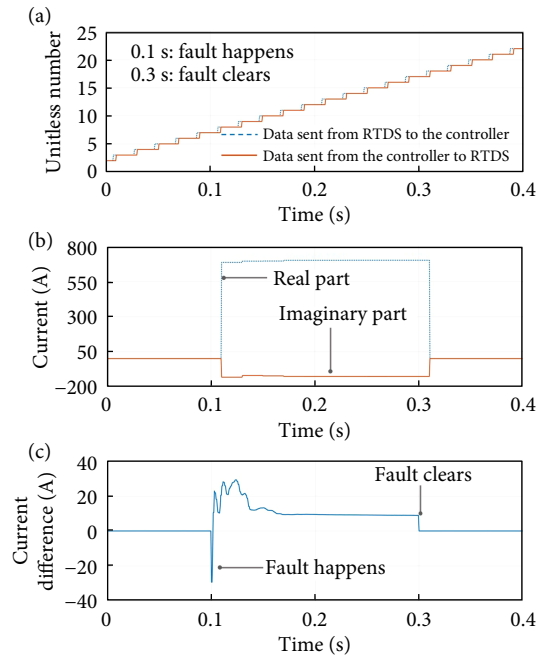 (a)
25
20
15
10
5
0
Unitless number
0.1 s: fault happens
0.3 s: fault clears
Data sent from RTDS to the controller
Data sent from the controller to RTDS
0 0.1 0.2 0.3 0.4
Time (s)
(b)
800
550
300
50
−200
Current (A)
Real part
Imaginary part
0 0.1 0.2 0.3 0.4
Time (s)
(c)
40
20
0
−20
−40
Current
difference (A)
Fault clears
Fault happens
0 0.1 0.2 0.3 0.4
Time (s)